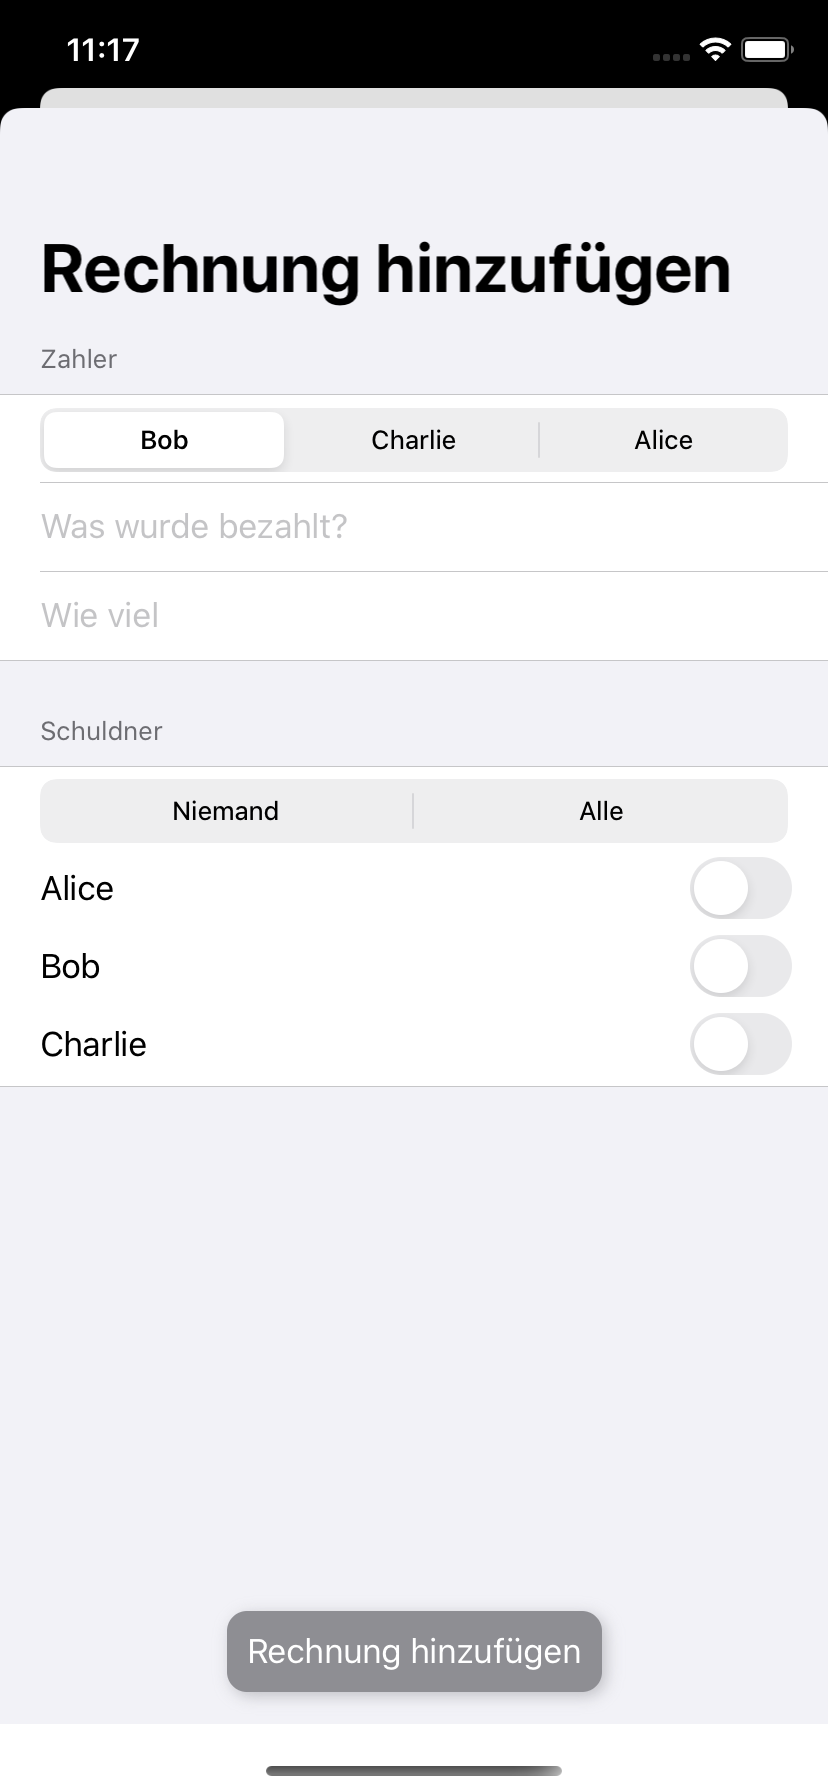 11:17
Rechnung hinzufügen
Zahler
Bob Charlie Alice
Was wurde bezahlt?
Wie viel
Schuldner
Niemand Alle
Alice
Bob
Charlie
Rechnung hinzufügen